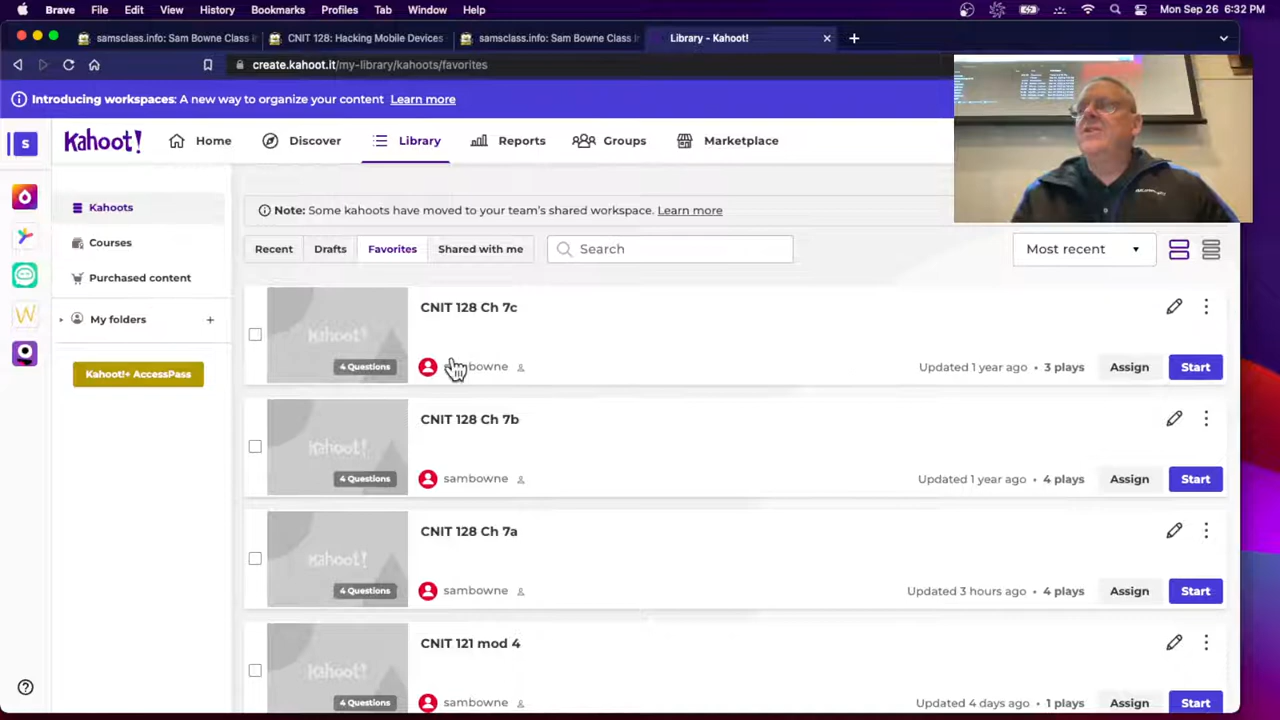 Brave File Edit View History Bookmarks Profiles Tab Window Help Mon Sep 26 6:32 PM
samsclass.info: Sam Bowne Class I CNIT 128: Hacking Mobile Devices samsclass.info: Sam Bowne Class I Library - Kahoot!
create.kahoot.it/my-library/kahoots/favorites
Introducing workspaces: A new way to organize your content Learn more
S Kahoot! Home Discover Library Reports Groups Marketplace
Kahoots
Courses
Purchased content
My folders +
Kahoot!+ AccessPass
Note: Some kahoots have moved to your team's shared workspace. Learn more
Recent Drafts Favorites Shared with me Search Most recent
CNIT 128 Ch 7c
Kahoot!
4 Questions bowne Updated 1 year ago • 3 plays Assign Start
CNIT 128 Ch 7b
Kahoot!
4 Questions sambowne Updated 1 year ago • 4 plays Assign Start
CNIT 128 Ch 7a
Kahoot!
4 Questions sambowne Updated 3 hours ago • 4 plays Assign Start
CNIT 121 mod 4
Kahoot!
4 Questions sambowne Updated 4 days ago • 1 plays Assign Start